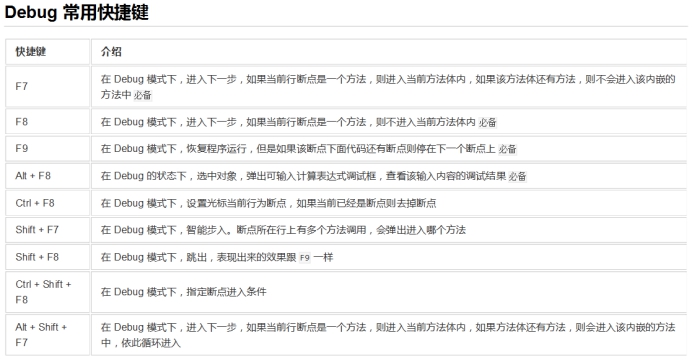 Debug 常用快捷键
快捷键 介绍
F7 在 Debug 模式下，进入下一步，如果当前行断点是一个方法，则进入当前方法体内，如果该方法体还有方法，则不会进入该内嵌的
方法中 必备
F8 在 Debug 模式下，进入下一步，如果当前行断点是一个方法，则不进入当前方法体内 必备
F9 在 Debug 模式下，恢复程序运行，但是如果该断点下面代码还有断点则停在下一个断点上 必备
Alt + F8 在 Debug 的状态下，选中对象，弹出可输入计算表达式调试框，查看该输入内容的调试结果 必备
Ctrl + F8 在 Debug 模式下，设置光标当前行为断点，如果当前已经是断点则去掉断点
Shift + F7 在 Debug 模式下，智能步入。断点所在行上有多个方法调用，会弹出进入哪个方法
Shift + F8 在 Debug 模式下，跳出，表现出来的效果跟 F9 一样
Ctrl + Shift +
F8 在 Debug 模式下，指定断点进入条件
Alt + Shift +
F7 在 Debug 模式下，进入下一步，如果当前行断点是一个方法，则进入当前方法体内，如果方法体还有方法，则会进入该内嵌的方法
中，依此循环进入